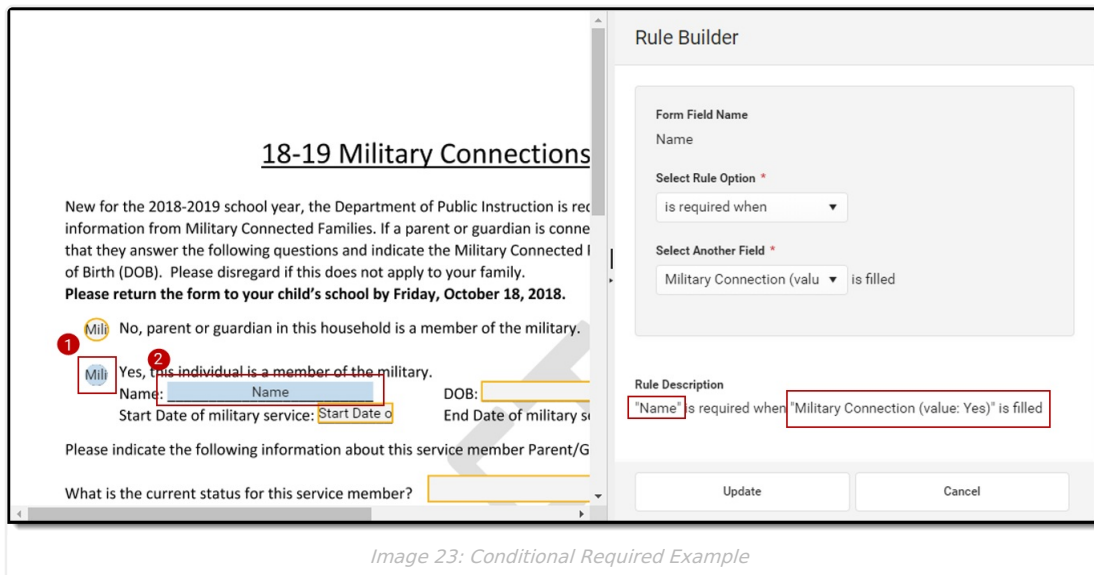 18-19 Military Connections
New for the 2018-2019 school year, the Department of Public Instruction is
information from Military Connected Families. If a parent or guardian is
that they answer the following questions and indicate the Military Connected
of Birth (DOB). Please disregard if this does not apply to your family.
Please return the form to your child's school by Friday, October 18, 2018.
Mili No, parent or guardian in this household is a member of the military.
1
2
Mili Yes, this individual is a member of the military.
Name: Name DOB:
Start Date of military service: Start Date o End Date of military
Please indicate the following information about this service member Parent/G
What is the current status for this service member?
Rule Builder
Form Field Name
Name
Select Rule Option *
is required when
Select Another Field *
Military Connection (valu is filled
Rule Description
"Name" is required when "Military Connection (value: Yes)" is filled
Update Cancel
Image 23: Conditional Required Example